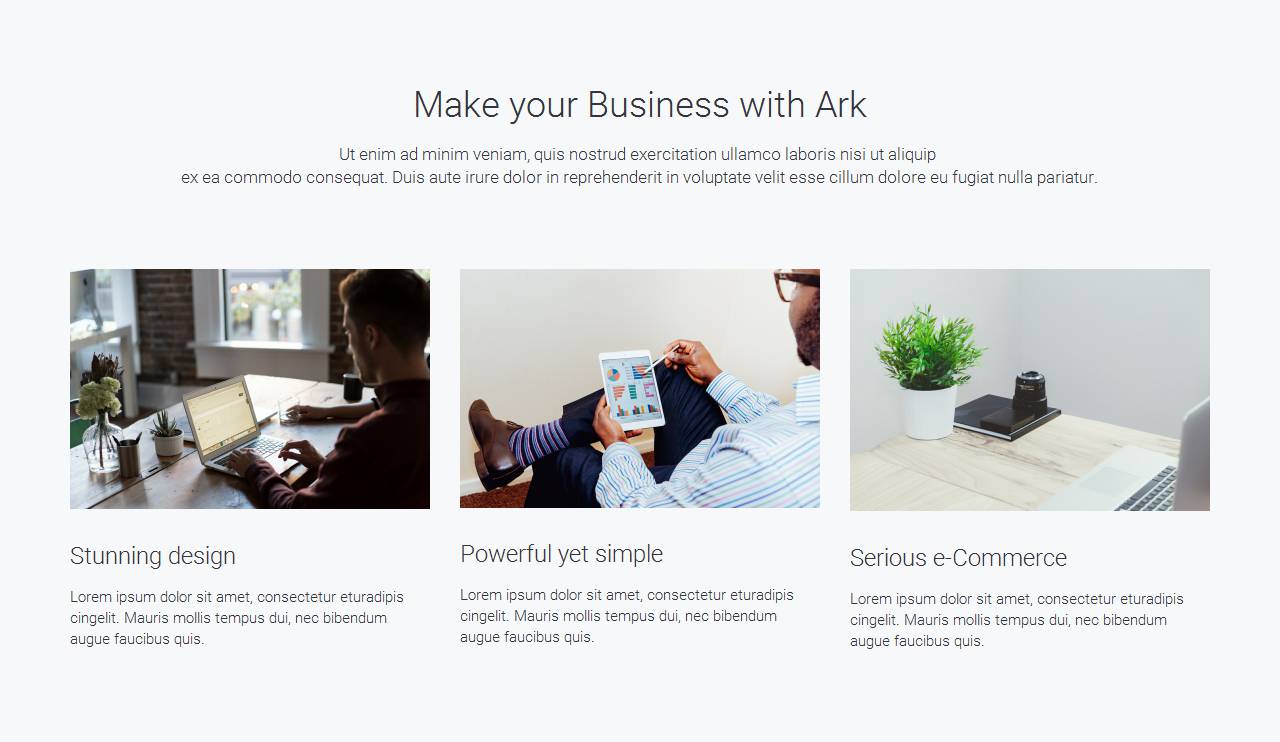 Make your Business with Ark
Ut enim ad minim veniam, quis nostrud exercitation ullamco laboris nisi ut aliquip
ex ea commodo consequat. Duis aute irure dolor in reprehenderit in voluptate velit esse cillum dolore eu fugiat nulla pariatur.
Stunning design
Lorem ipsum dolor sit amet, consectetur eturadipis
cingelit. Mauris mollis tempus dui, nec bibendum
augue faucibus quis.
Powerful yet simple
Lorem ipsum dolor sit amet, consectetur eturadipis
cingelit. Mauris mollis tempus dui, nec bibendum
augue faucibus quis.
Serious e-Commerce
Lorem ipsum dolor sit amet, consectetur eturadipis
cingelit. Mauris mollis tempus dui, nec bibendum
augue faucibus quis.